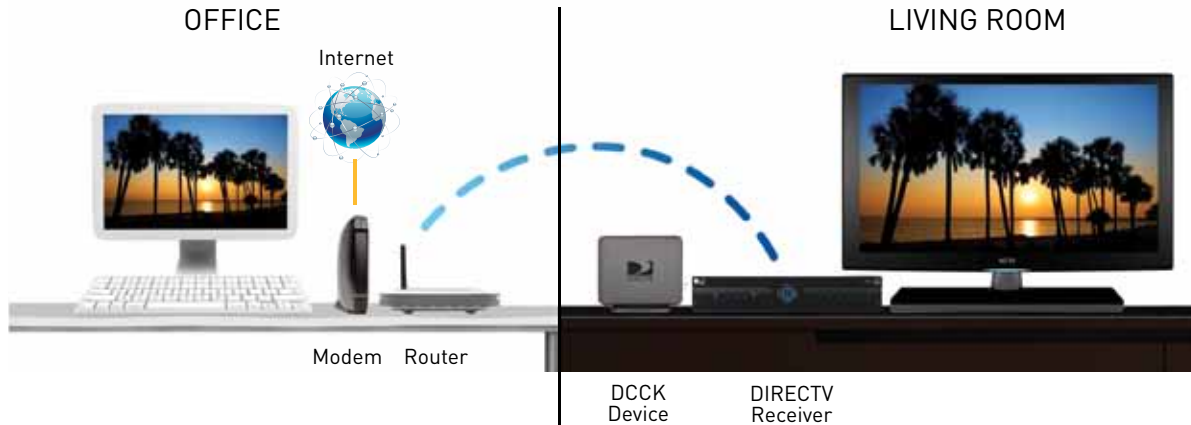 OFFICE
LIVING ROOM
Internet
Modem
Router
DCCK
Device
DIRECTV
Receiver